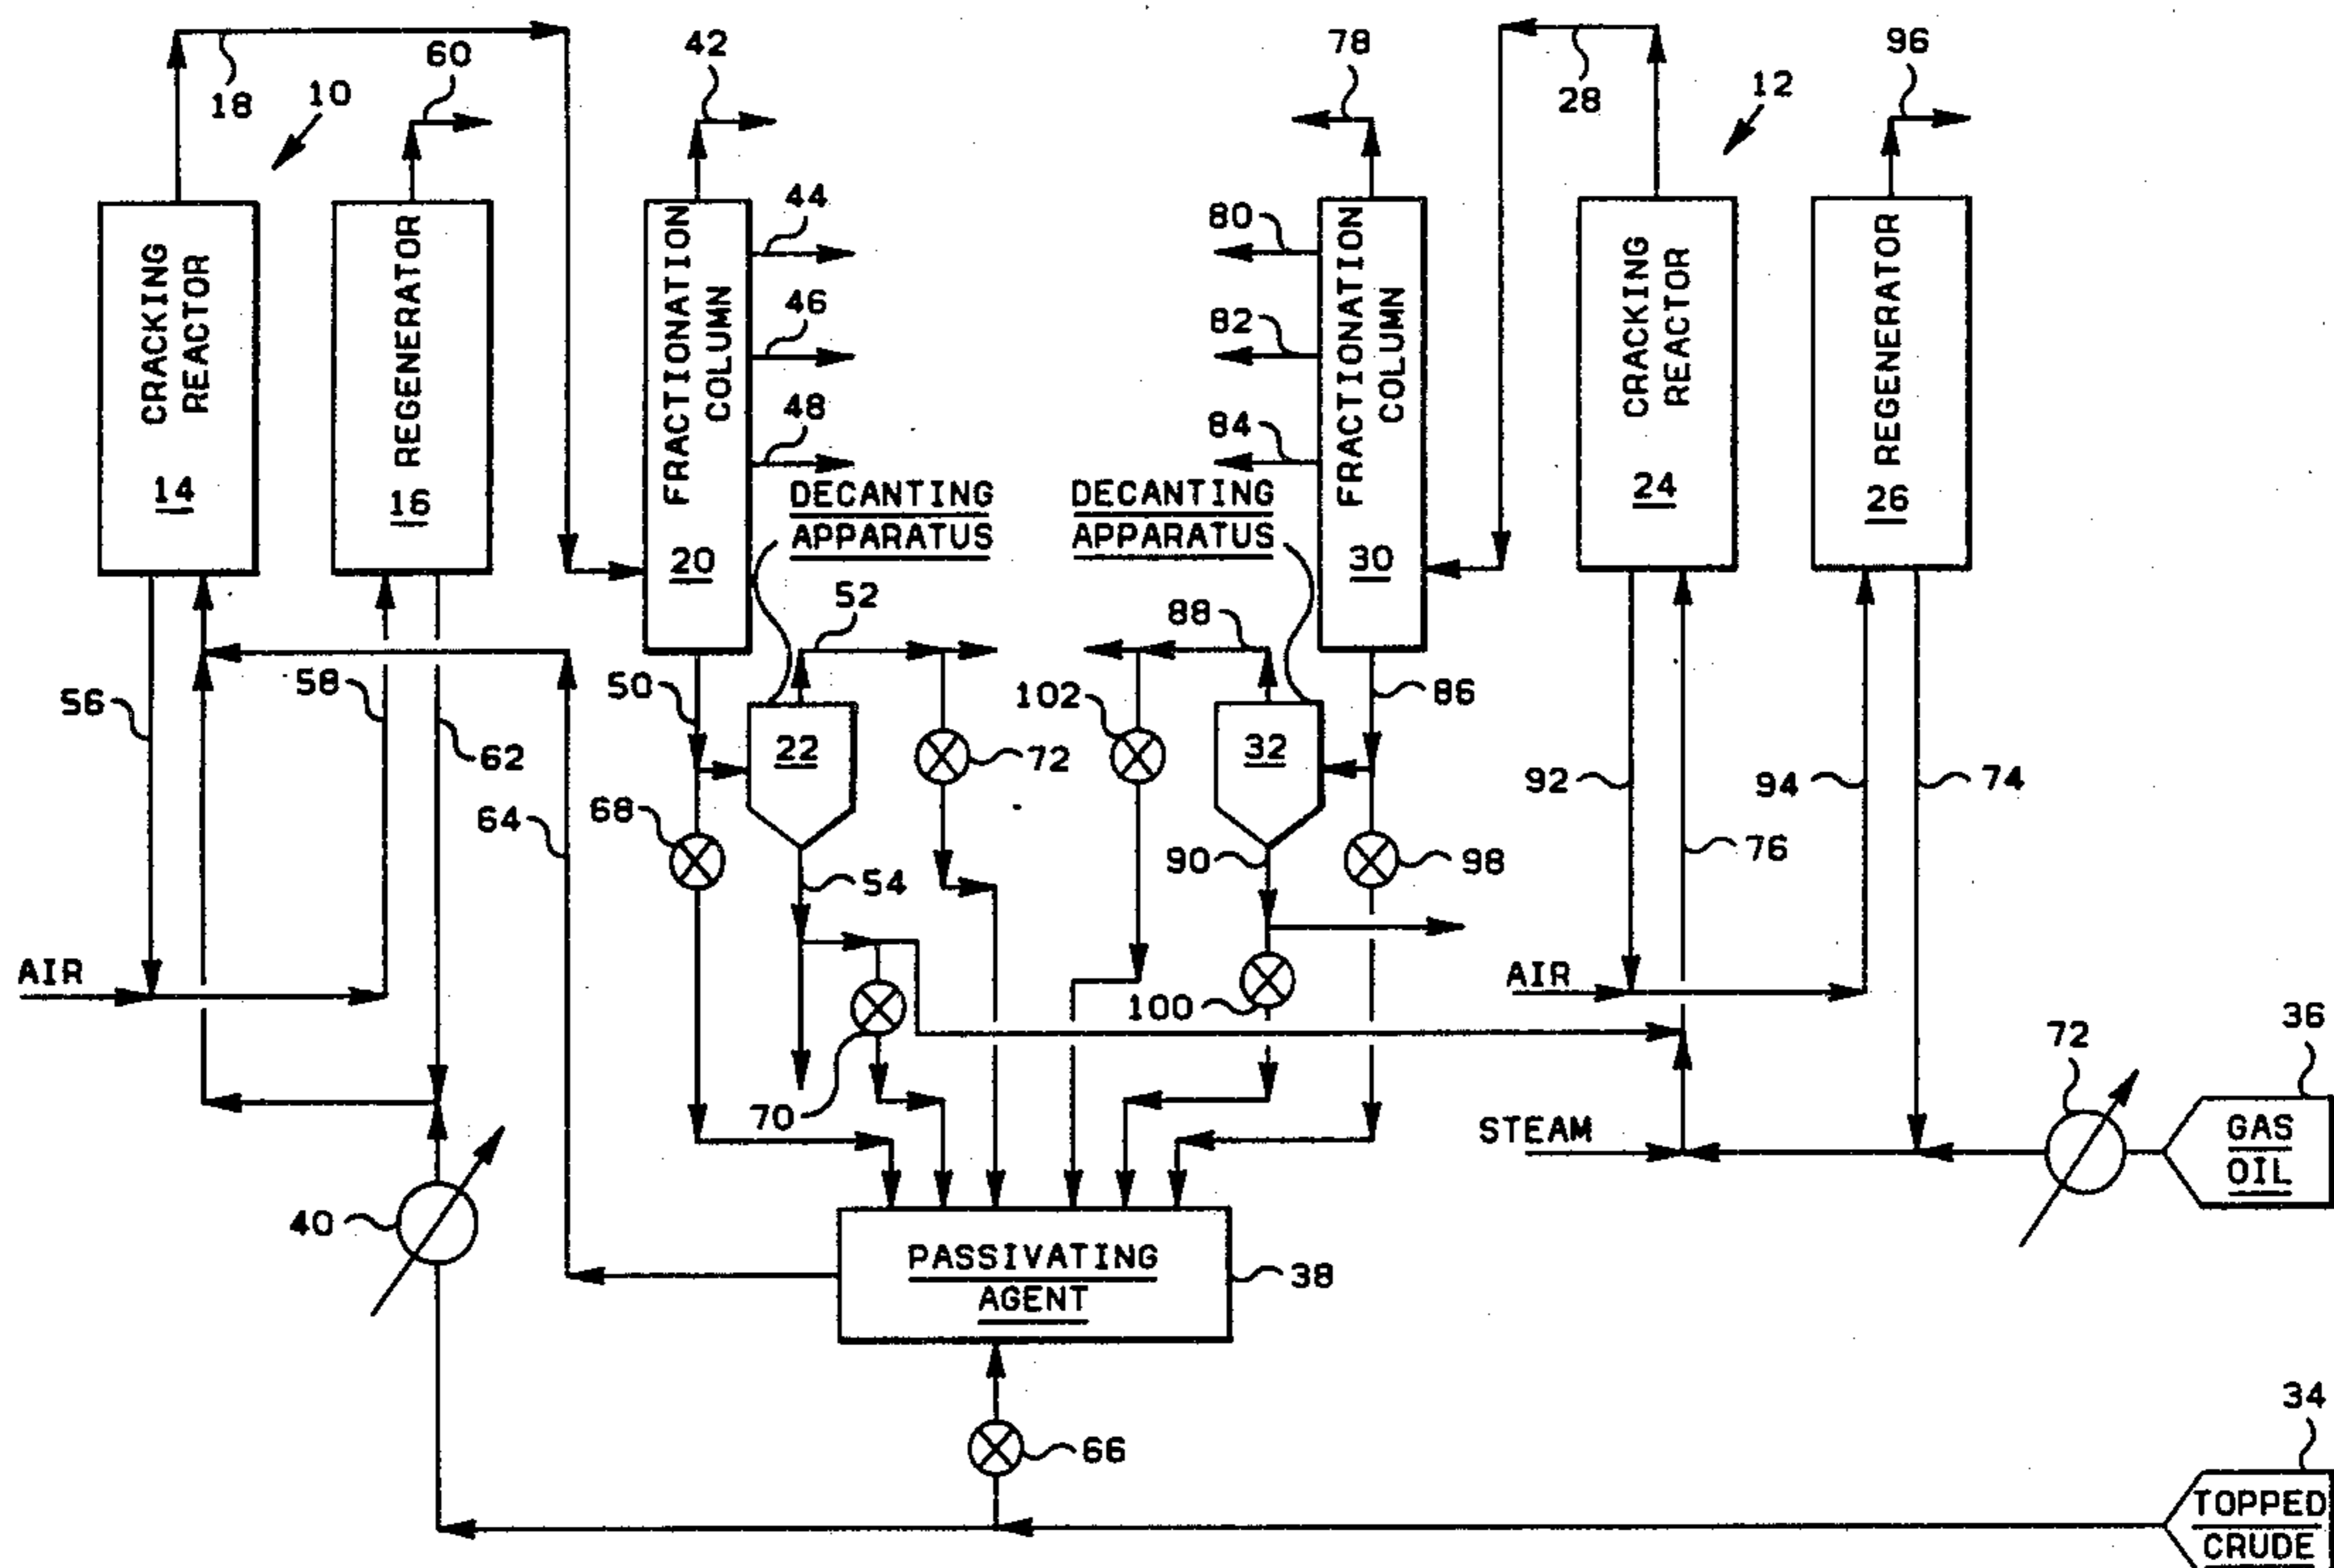 42
78
96
60
18
10
28
12
CRACKING
REACTOR
14
REGENERATOR
16
FRACTIONATION
COLUMN
20
44
46
48
80
82
84
FRACTIONATION
COLUMN
30
CRACKING
REACTOR
24
REGENERATOR
26
DECANTING
APPARATUS
DECANTING
APPARATUS
52
88
56
58
62
50
22
72
102
32
86
64
68
54
90
98
92
76
94
74
AIR
70
100
AIR
72
36
GAS
OIL
STEAM
40
PASSIVATING
AGENT
38
66
34
TOPPED
CRUDE